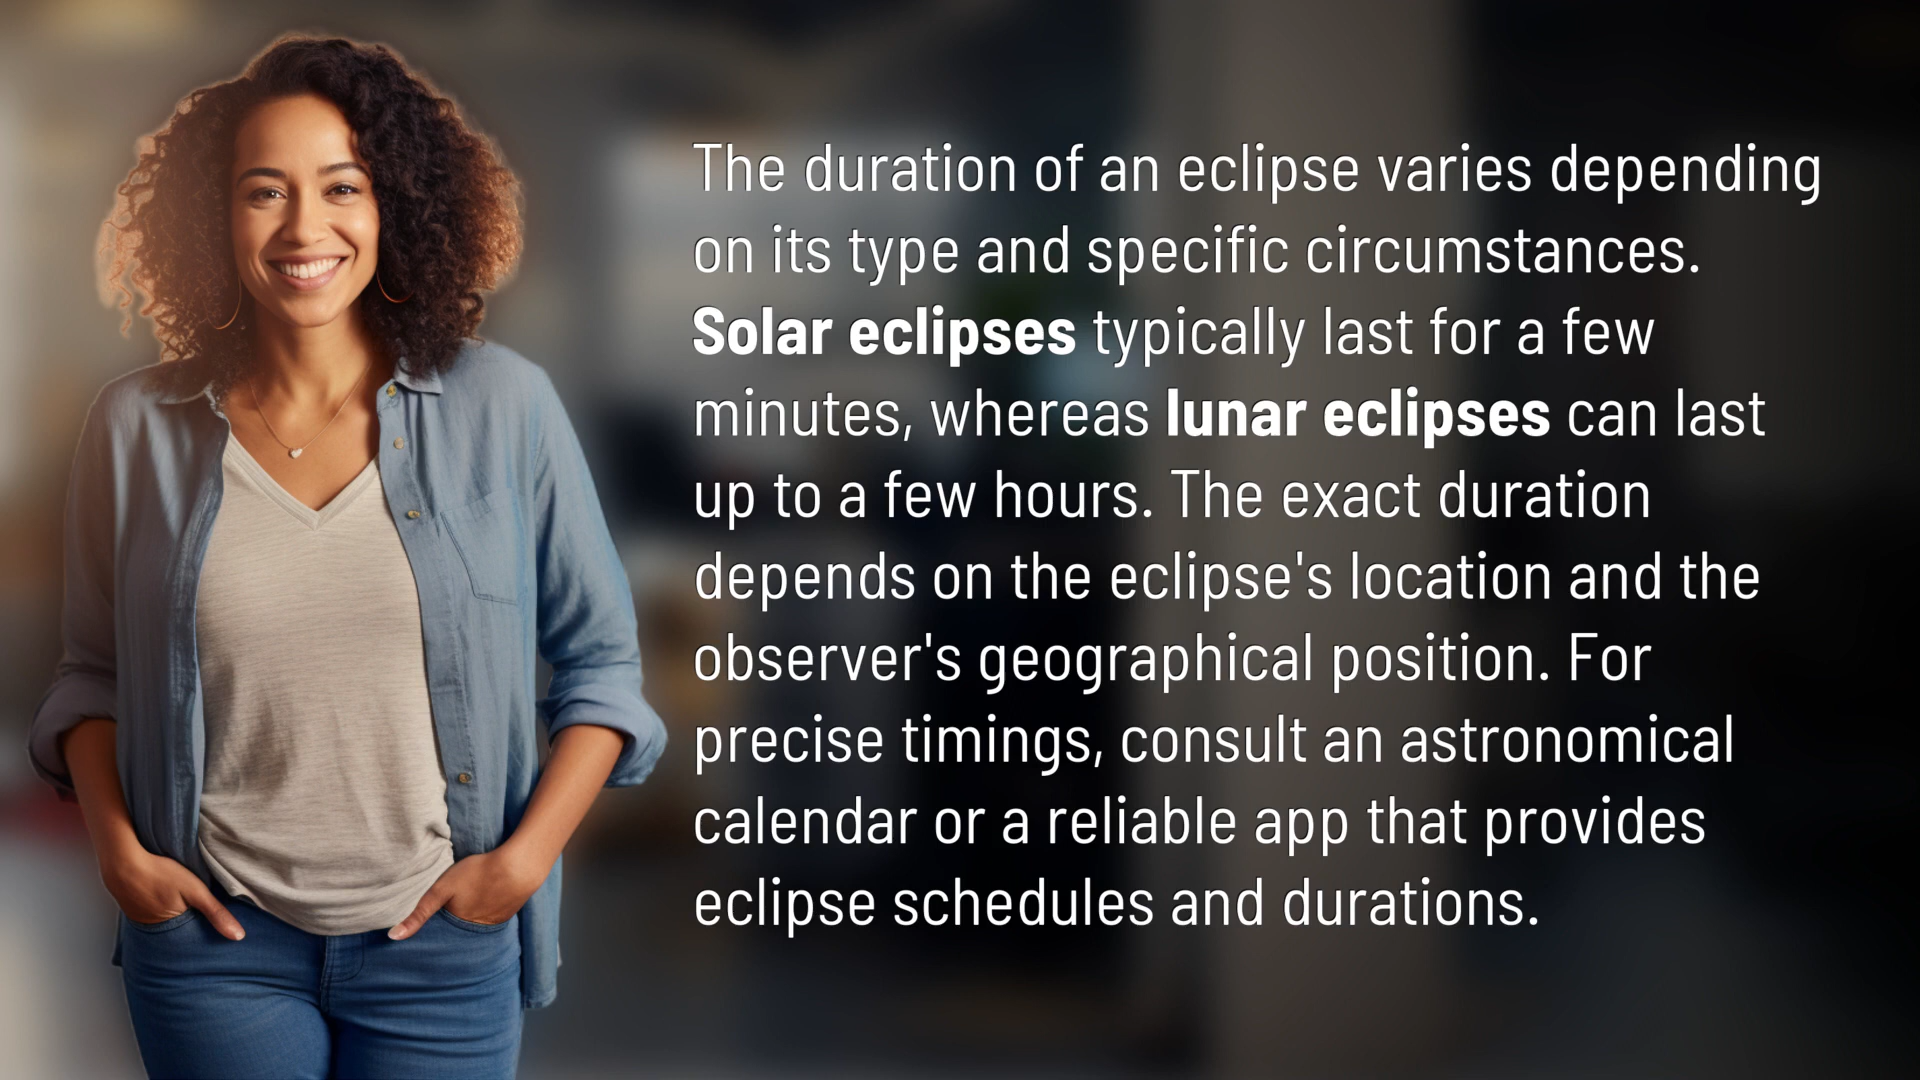 The duration of an eclipse varies depending
on its type and specific circumstances.
Solar eclipses typically last for a few
minutes, whereas lunar eclipses can last
up to a few hours. The exact duration
depends on the eclipse's location and the
observer's geographical position. For
precise timings, consult an astronomical
calendar or a reliable app that provides
eclipse schedules and durations.